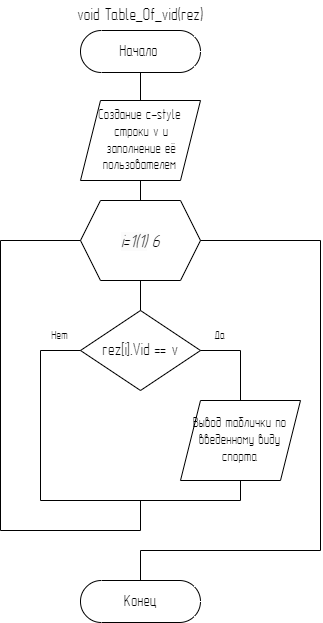 void Table_Of_vid(rez)
Начало
Создание c-style
строки v и
заполнение её
пользователем
i=1(1) 6
Нет
rez[i].Vid == v
Да
Вывод таблички по
введенному виду
спорта
Конец